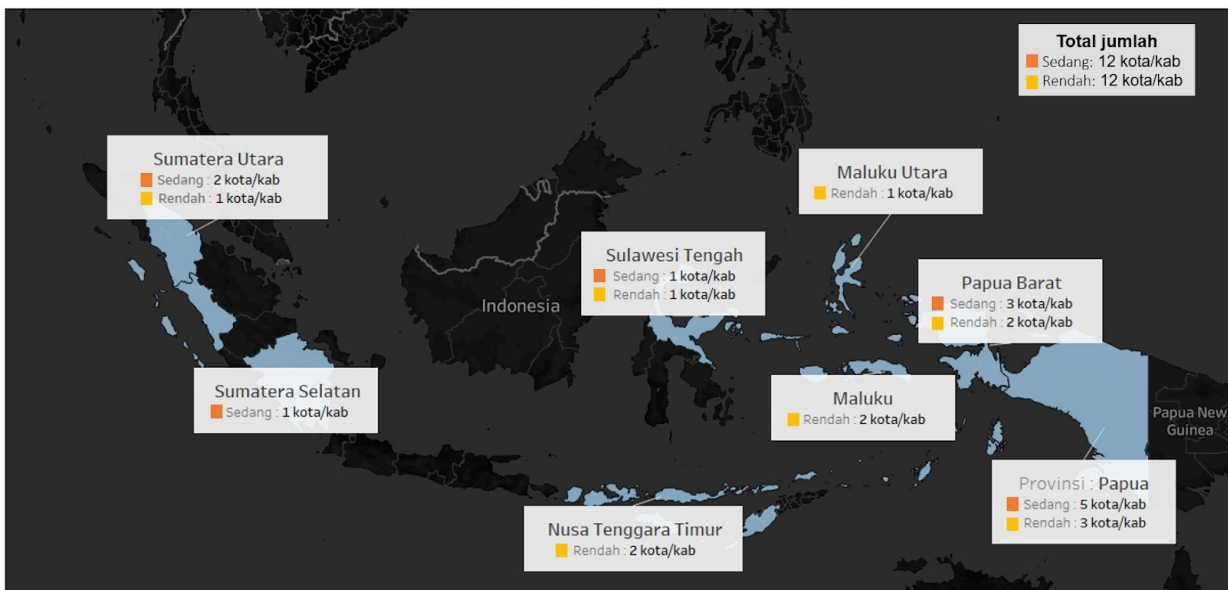 Total jumlah
Sedang: 12 kota/kab
Rendah: 12 kota/kab
Sumatera Utara
Sedang : 2 kota/kab
Rendah : 1 kota/kab
Maluku Utara
Rendah : 1 kota/kab
Sulawesi Tengah
Sedang : 1 kota/kab
Rendah : 1 kota/kab
Papua Barat
Sedang : 3 kota/kab
Rendah : 2 kota/kab
Indonesia
Sumatera Selatan
Sedang : 1 kota/kab
Maluku
Rendah : 2 kota/kab
Papua New
Guinea
Provinsi : Papua
Sedang : 5 kota/kab
Rendah : 3 kota/kab
Nusa Tenggara Timur
Rendah : 2 kota/kab